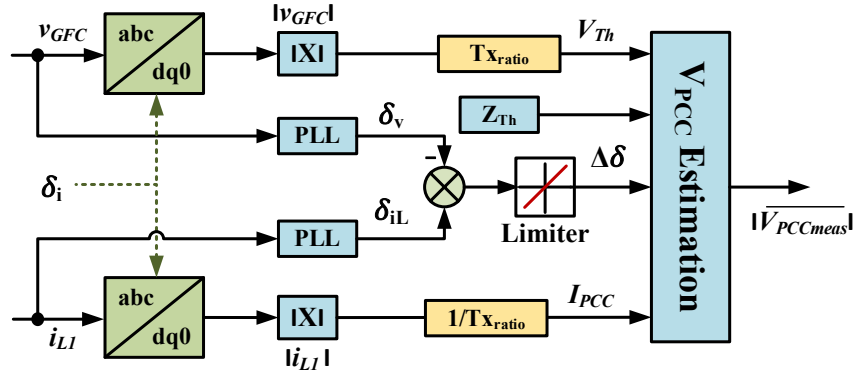 v_GFC
abc
dq0
|v_GFC|
|X|
Tx_ratio
V_Th
Z_Th
PLL
δ_v
−
δ_i
δ_iL
PLL
Limiter
Δδ
V_PCC Estimation
|V̅_PCCmeas|
abc
dq0
i_L1
|X|
|i_L1|
1/Tx_ratio
I_PCC